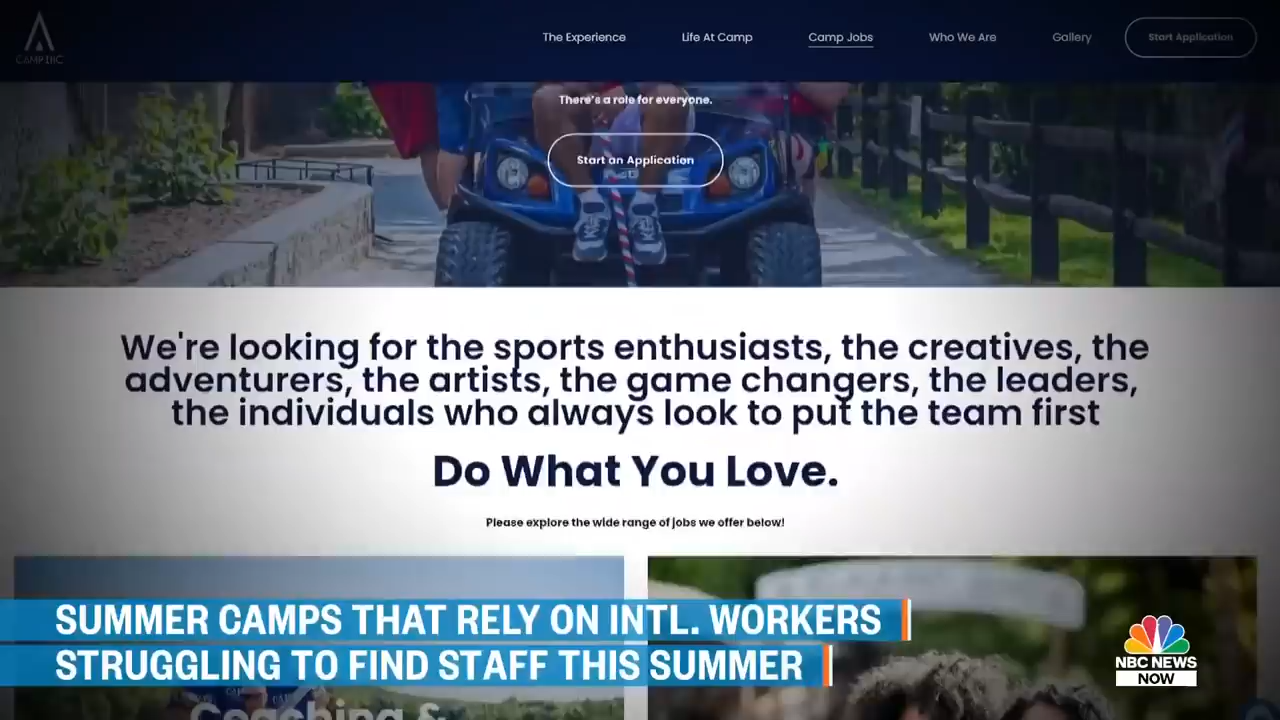 CAMP INC
The Experience
Life At Camp
Camp Jobs
Who We Are
Gallery
Start Application
There's a role for everyone.
Start an Application
We're looking for the sports enthusiasts, the creatives, the
adventurers, the artists, the game changers, the leaders,
the individuals who always look to put the team first
Do What You Love.
Please explore the wide range of jobs we offer below!
SUMMER CAMPS THAT RELY ON INTL. WORKERS
STRUGGLING TO FIND STAFF THIS SUMMER
NBC NEWS
NOW
Coaching &